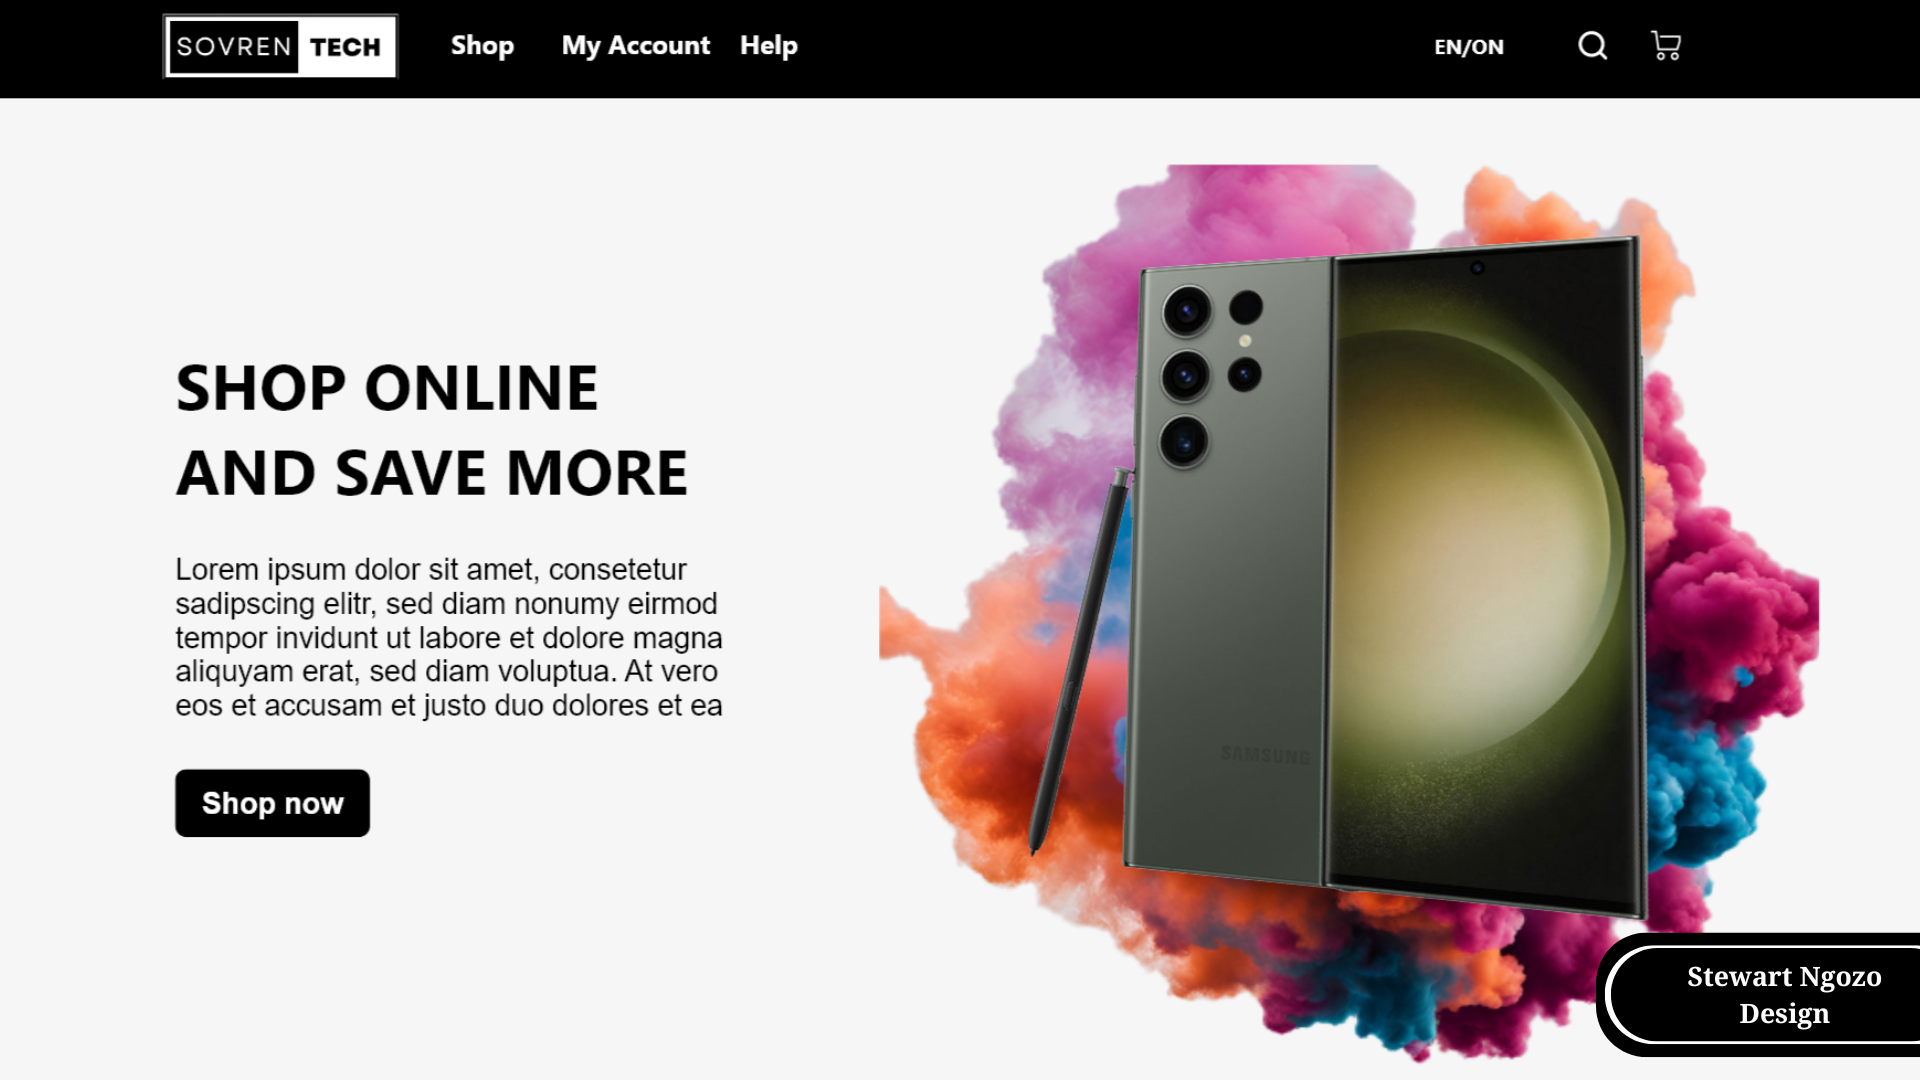 SOVREN TECH
Shop My Account Help
EN/ON
SHOP ONLINE
AND SAVE MORE
Lorem ipsum dolor sit amet, consetetur
sadipscing elitr, sed diam nonumy eirmod
tempor invidunt ut labore et dolore magna
aliquyam erat, sed diam voluptua. At vero
eos et accusam et justo duo dolores et ea
Shop now
SAMSUNG
Stewart Ngozo
Design